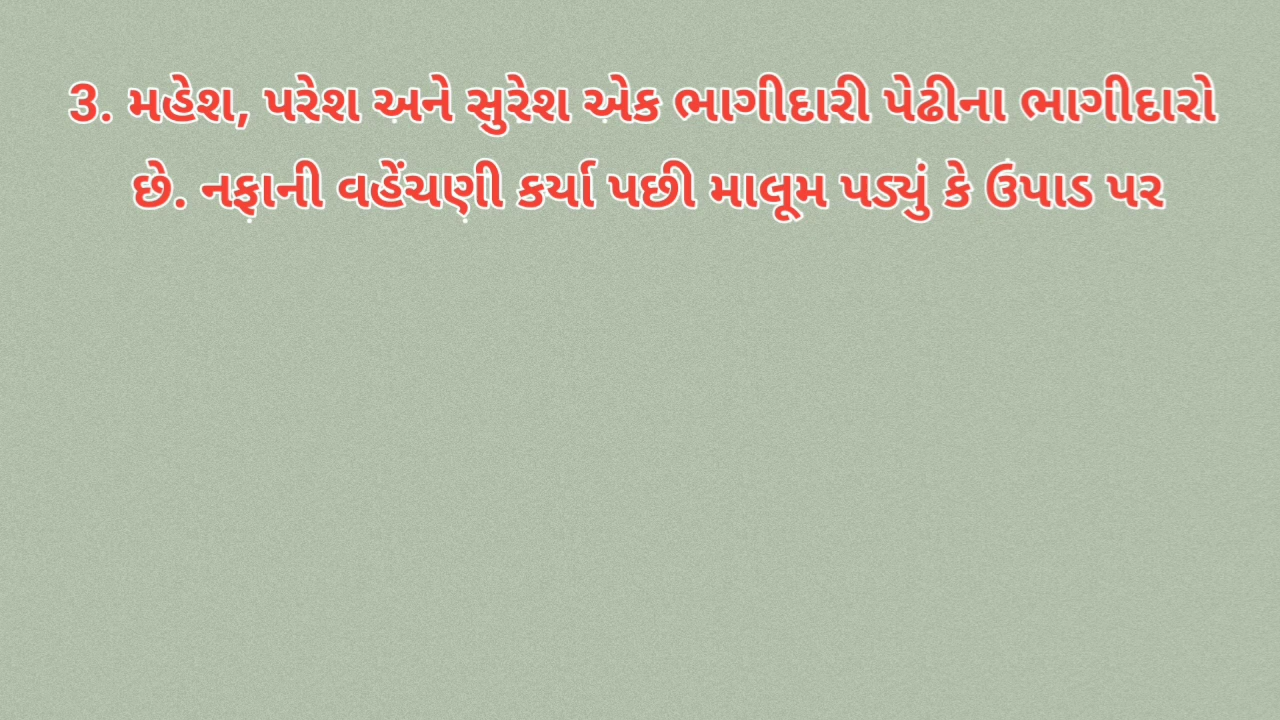 3. મહેશ, પરેશ અને સુરેશ એક ભાગીદારી પેઢીના ભાગીદારો
છે. નફાની વહેંચણી કર્યા પછી માલૂમ પડ્યું કે ઉપાડ પર